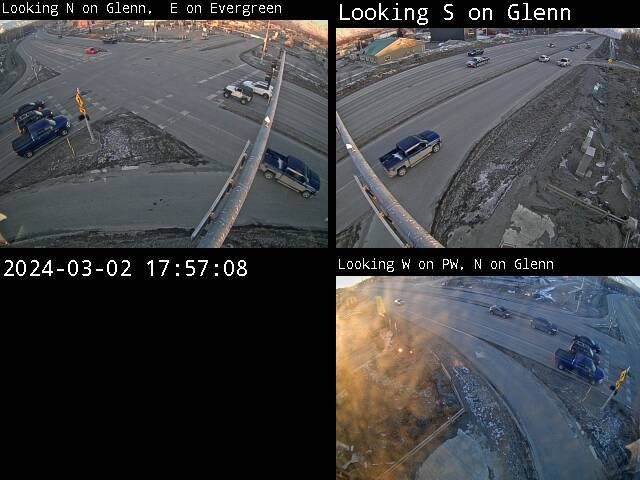 Looking N on Glenn, E on Evergreen
Looking S on Glenn
2024-03-02 17:57:08
Looking W on PW, N on Glenn